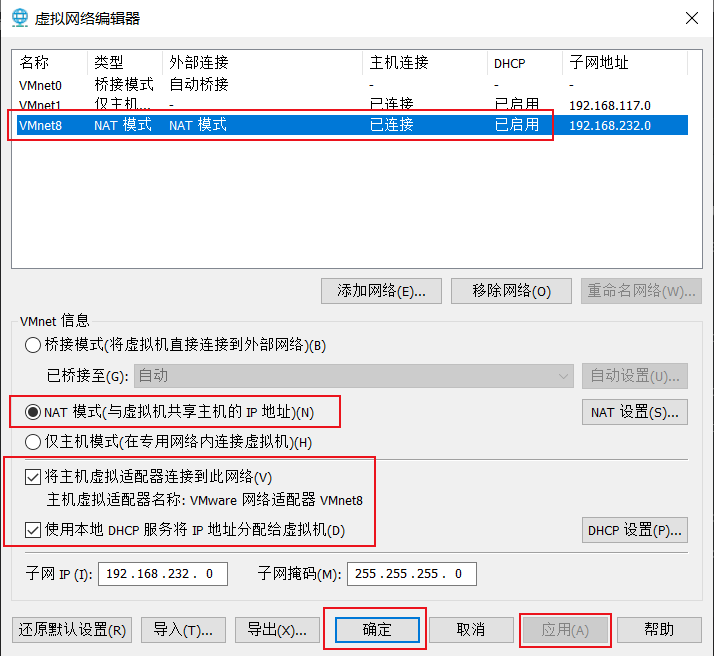 虚拟网络编辑器
名称 类型 外部连接 主机连接 DHCP 子网地址
VMnet0 桥接模式 自动桥接 - - -
VMnet1 仅主机... - 已连接 已启用 192.168.117.0
VMnet8 NAT 模式 NAT 模式 已连接 已启用 192.168.232.0
添加网络(E)... 移除网络(O) 重命名网络(W)...
VMnet 信息
桥接模式(将虚拟机直接连接到外部网络)(B)
已桥接至(G): 自动 自动设置(U)...
NAT 模式(与虚拟机共享主机的 IP 地址)(N) NAT 设置(S)...
仅主机模式(在专用网络内连接虚拟机)(H)
将主机虚拟适配器连接到此网络(V)
主机虚拟适配器名称: VMware 网络适配器 VMnet8
使用本地 DHCP 服务将 IP 地址分配给虚拟机(D) DHCP 设置(P)...
子网 IP (I): 192.168.232. 0 子网掩码(M): 255.255.255. 0
还原默认设置(R) 导入(T)... 导出(X)... 确定 取消 应用(A) 帮助